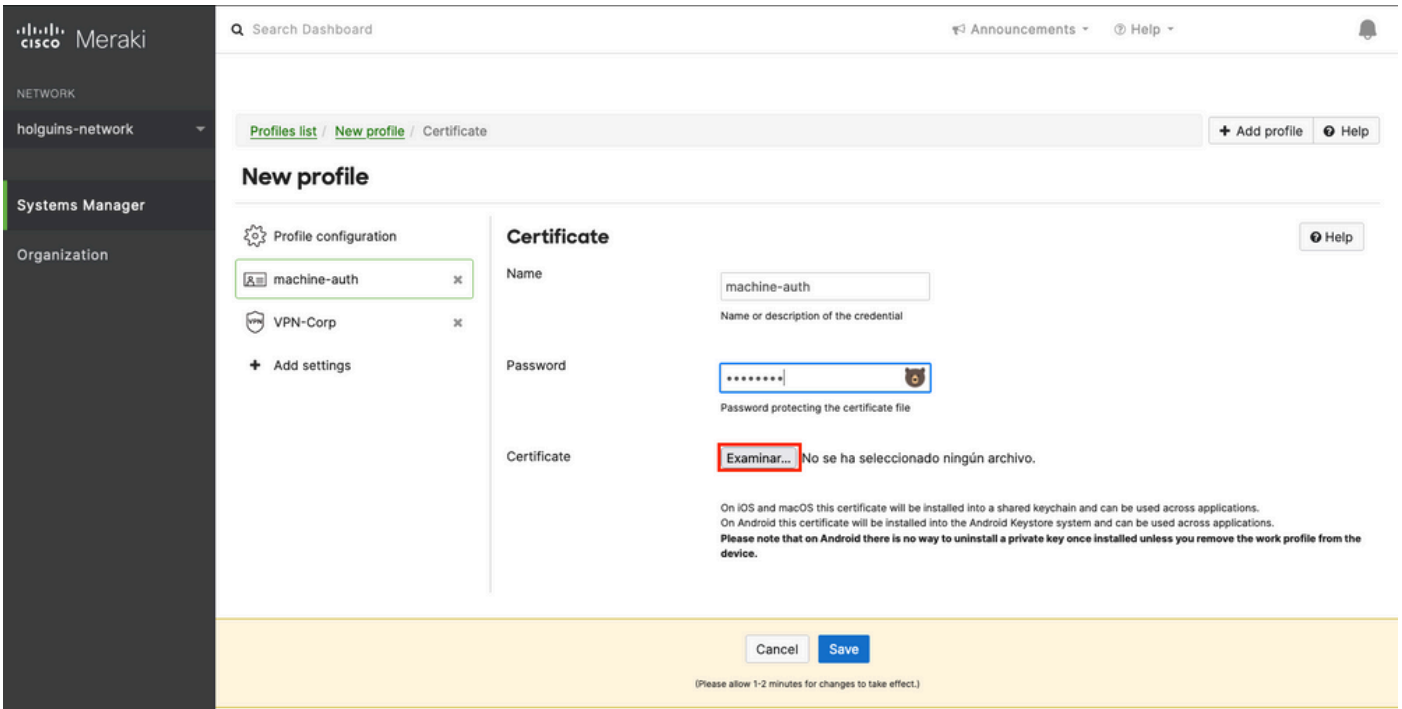 cisco Meraki
Search Dashboard
Announcements
Help
NETWORK
holguins-network
Profiles list / New profile / Certificate
+ Add profile
Help
New profile
Systems Manager
Organization
Profile configuration
machine-auth
VPN
VPN-Corp
+ Add settings
Certificate
Help
Name
machine-auth
Name or description of the credential
Password
••••••••
Password protecting the certificate file
Certificate
Examinar... No se ha seleccionado ningún archivo.
On iOS and macOS this certificate will be installed into a shared keychain and can be used across applications.
On Android this certificate will be installed into the Android Keystore system and can be used across applications.
Please note that on Android there is no way to uninstall a private key once installed unless you remove the work profile from the
device.
Cancel
Save
(Please allow 1-2 minutes for changes to take effect.)